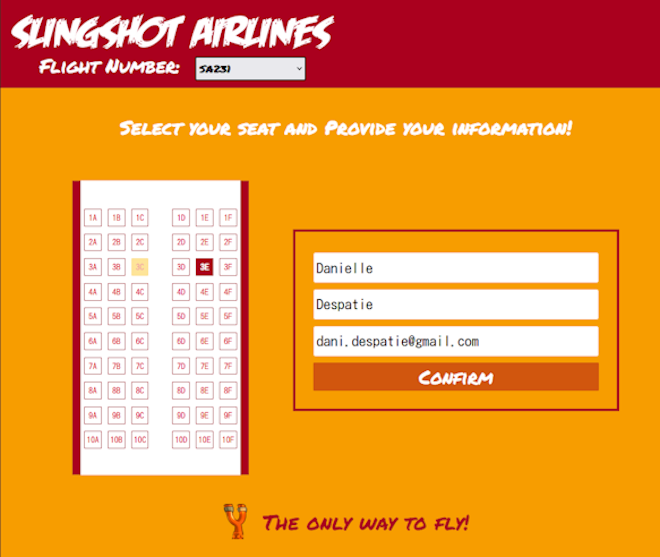 SLINGSHOT AIRLINES
FLIGHT NUMBER: SA231
SELECT YOUR SEAT AND PROVIDE YOUR INFORMATION!
1A 1B 1C 1D 1E 1F
2A 2B 2C 2D 2E 2F
3A 3B 3C 3D 3E 3F
4A 4B 4C 4D 4E 4F
5A 5B 5C 5D 5E 5F
6A 6B 6C 6D 6E 6F
7A 7B 7C 7D 7E 7F
8A 8B 8C 8D 8E 8F
9A 9B 9C 9D 9E 9F
10A 10B 10C 10D 10E 10F
Danielle
Despatie
dani.despatie@gmail.com
CONFIRM
THE ONLY WAY TO FLY!